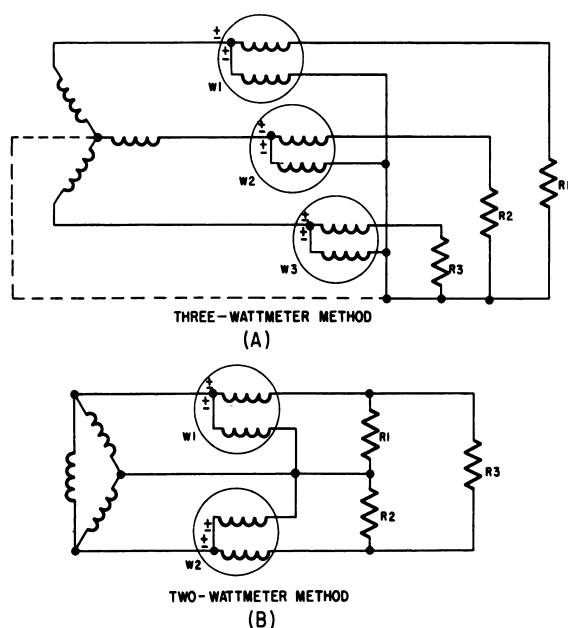 ±
±
W1
±
±
W2
R1
R2
±
±
W3
R3
THREE-WATTMETER METHOD
(A)
±
±
W1
R1
R3
R2
±
±
W2
TWO-WATTMETER METHOD
(B)